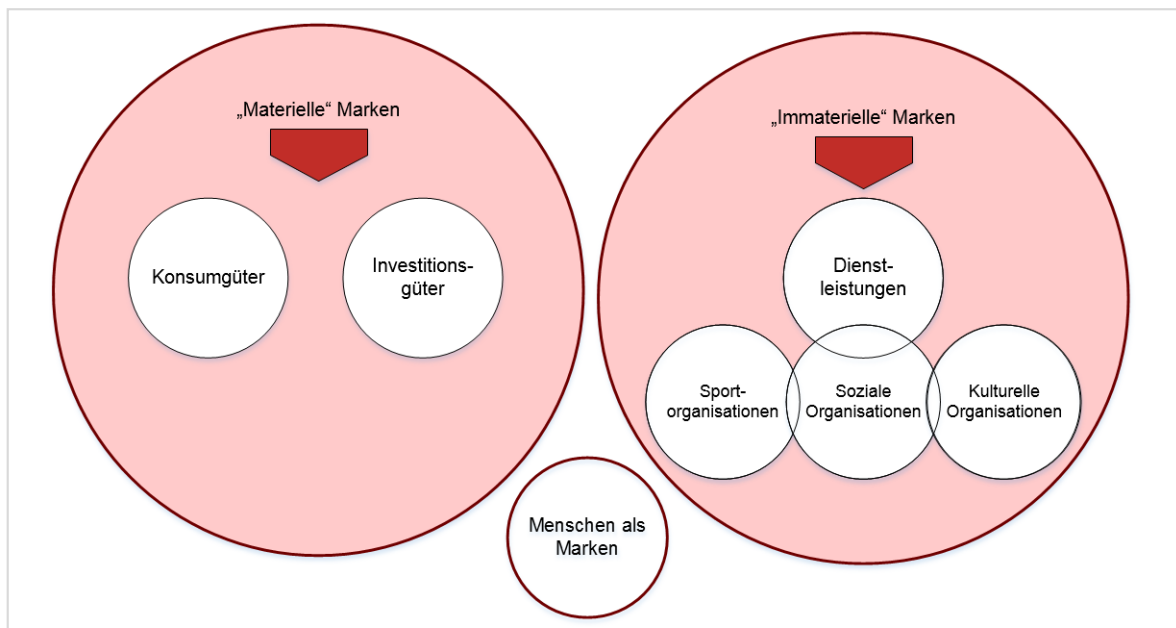 „Materielle“ Marken
Konsumgüter
Investitions-
güter
„Immaterielle“ Marken
Dienst-
leistungen
Sport-
organisationen
Soziale
Organisationen
Kulturelle
Organisationen
Menschen als
Marken